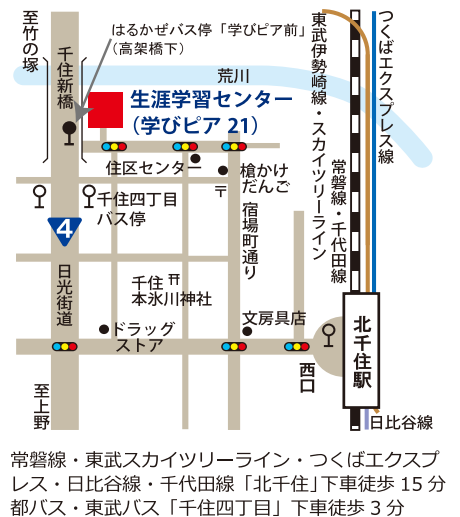 至竹の塚
千住新橋
はるかぜバス停「学びピア前」
（高架橋下）
荒川
生涯学習センター
（学びピア 21）
東武伊勢崎線・スカイツリーライン
つくばエクスプレス線
常磐線・千代田線
住区センター
槍かけ
だんご
〒
千住四丁目
バス停
4
宿場町通り
日光街道
千住
本氷川神社
文房具店
ドラッグ
ストア
北千住駅
西口
至上野
日比谷線
常磐線・東武スカイツリーライン・つくばエクスプ
レス・日比谷線・千代田線「北千住」下車徒歩 15 分
都バス・東武バス「千住四丁目」下車徒歩 3 分